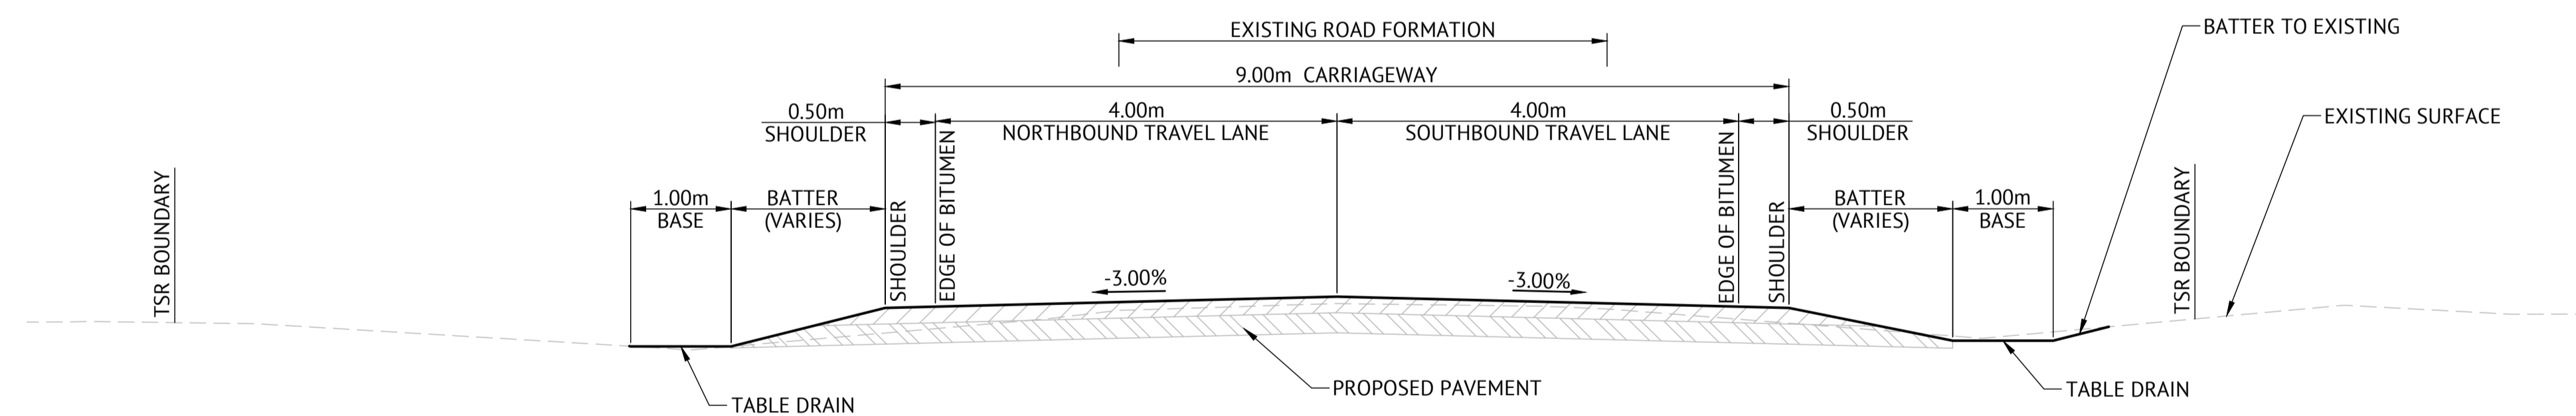 EXISTING ROAD FORMATION
BATTER TO EXISTING
9.00m CARRIAGEWAY
0.50m
SHOULDER
4.00m
NORTHBOUND TRAVEL LANE
4.00m
SOUTHBOUND TRAVEL LANE
0.50m
SHOULDER
EXISTING SURFACE
TSR BOUNDARY
1.00m
BASE
BATTER
(VARIES)
SHOULDER
EDGE OF BITUMEN
-3.00%
-3.00%
EDGE OF BITUMEN
SHOULDER
BATTER
(VARIES)
1.00m
BASE
TSR BOUNDARY
TABLE DRAIN
PROPOSED PAVEMENT
TABLE DRAIN